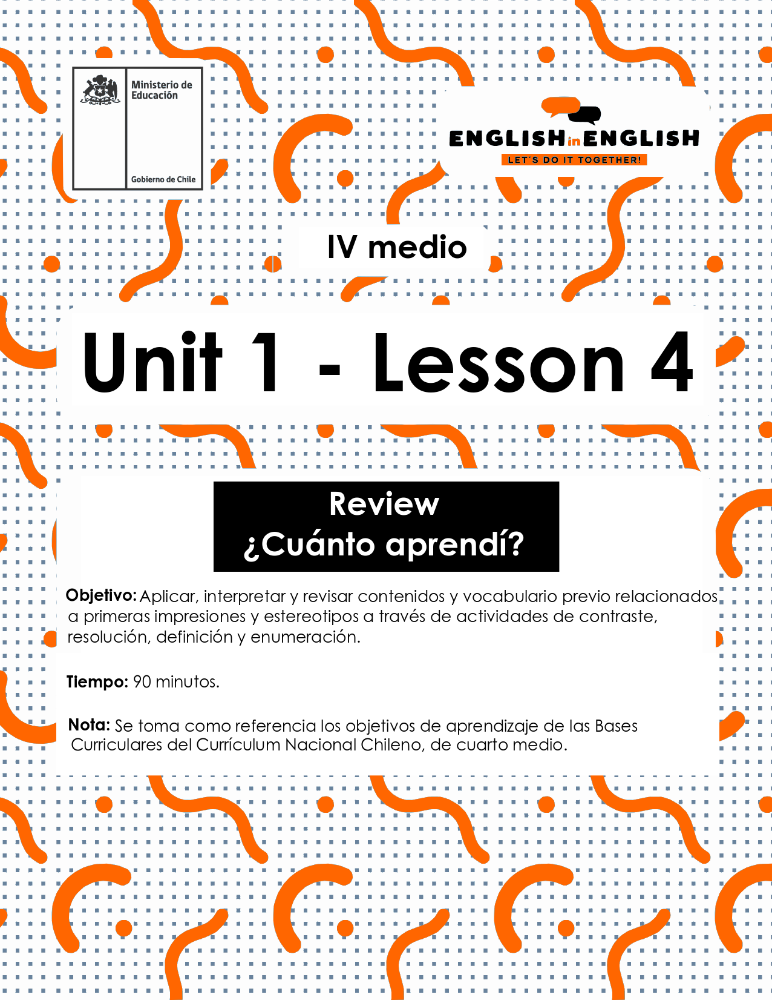 Ministerio de
Educación
Gobierno de Chile
ENGLISH in ENGLISH
LET'S DO IT TOGETHER!
IV medio
Unit 1 - Lesson 4
Review
¿Cuánto aprendí?
Objetivo: Aplicar, interpretar y revisar contenidos y vocabulario previo relacionados
a primeras impresiones y estereotipos a través de actividades de contraste,
resolución, definición y enumeración.
Tiempo: 90 minutos.
Nota: Se toma como referencia los objetivos de aprendizaje de las Bases
Curriculares del Currículum Nacional Chileno, de cuarto medio.